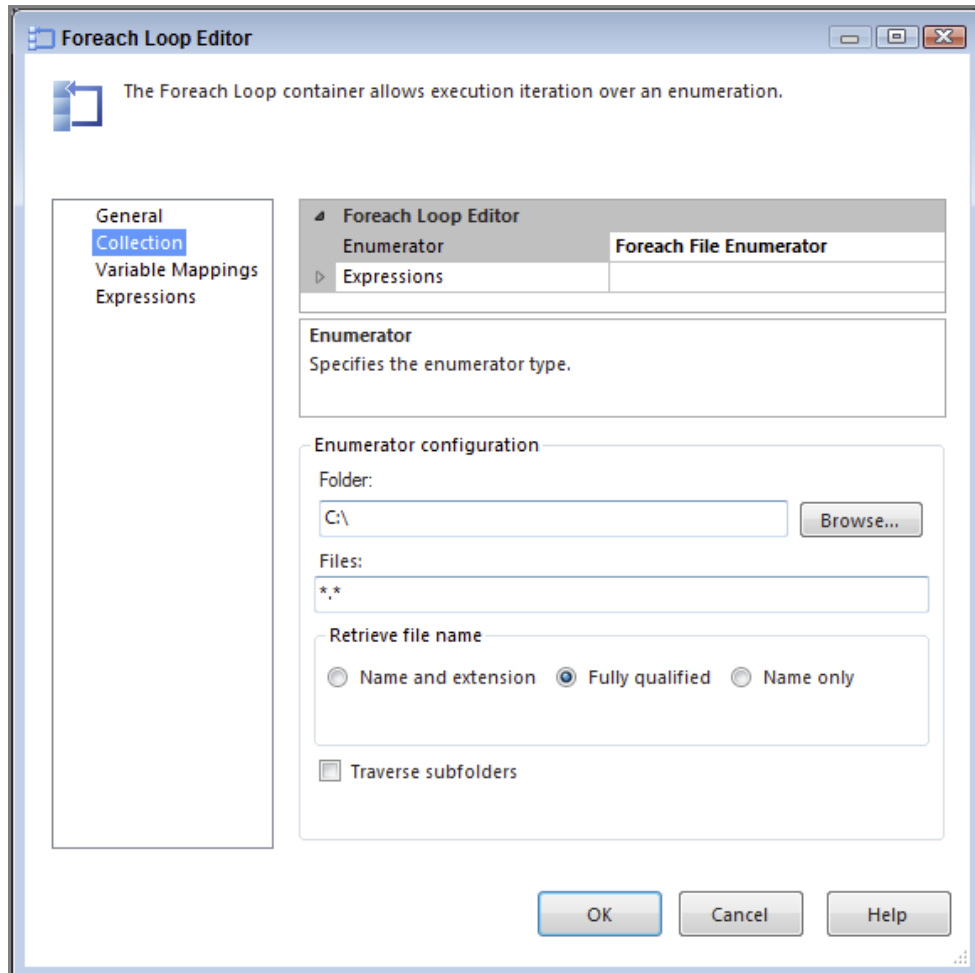 Foreach Loop Editor
The Foreach Loop container allows execution iteration over an enumeration.
General
Collection
Variable Mappings
Expressions
Foreach Loop Editor
Enumerator Foreach File Enumerator
Expressions
Enumerator
Specifies the enumerator type.
Enumerator configuration
Folder:
C:\
Browse...
Files:
*.*
Retrieve file name
Name and extension Fully qualified Name only
Traverse subfolders
OK Cancel Help